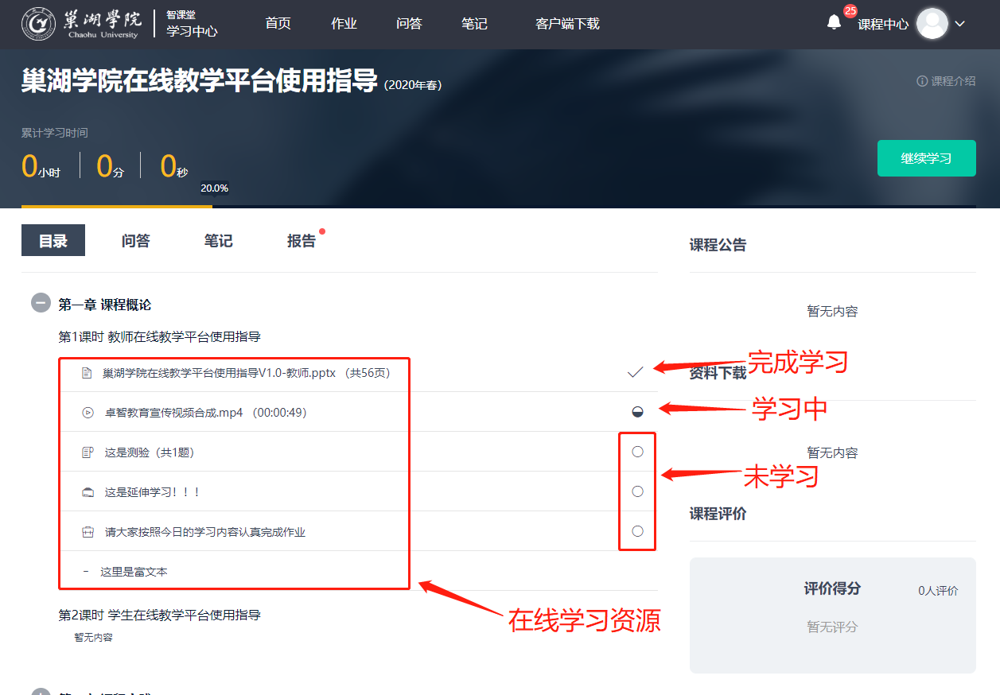 巢湖学院
Chaohu University
智课堂
学习中心
首页
作业
问答
笔记
客户端下载
25
课程中心
巢湖学院在线教学平台使用指导 (2020年春)
课程介绍
累计学习时间
0小时
0分
0秒
继续学习
20.0%
目录
问答
笔记
报告
课程公告
暂无内容
第一章 课程概论
第1课时 教师在线教学平台使用指导
巢湖学院在线教学平台使用指导V1.0-教师.pptx （共56页）
完成学习
资料下载
卓智教育宣传视频合成.mp4 （00:00:49）
学习中
这是测验（共1题）
暂无内容
未学习
这是延伸学习！！！
课程评价
请大家按照今日的学习内容认真完成作业
- 这里是富文本
评价得分
0人评价
暂无评分
在线学习资源
第2课时 学生在线教学平台使用指导
暂无内容